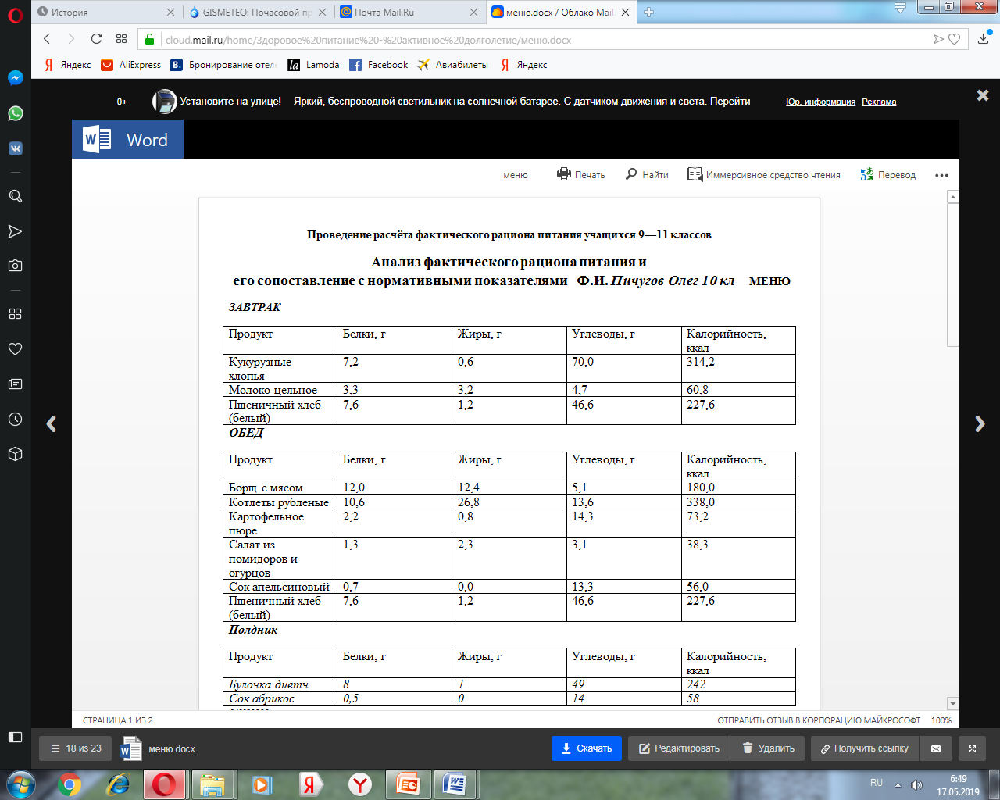 История
GISMETEO: Почасовой пр
Почта Mail.Ru
меню.docx / Облако Mail
cloud.mail.ru/home/Здоровое%20питание%20-%20активное%20долголетие/меню.docx
Яндекс
AliExpress
Бронирование отеле
Lamoda
Facebook
Авиабилеты
Яндекс
0+
Установите на улице! Яркий, беспроводной светильник на солнечной батарее. С датчиком движения и света. Перейти
Юр. информация Реклама
Word
меню Печать Найти Иммерсивное средство чтения Перевод
Проведение расчёта фактического рациона питания учащихся 9—11 классов
Анализ фактического рациона питания и
его сопоставление с нормативными показателями Ф.И. Пичугов Олег 10 кл МЕНЮ
ЗАВТРАК
Продукт Белки, г Жиры, г Углеводы, г Калорийность,
ккал
Кукурузные 7,2 0,6 70,0 314,2
хлопья
Молоко цельное 3,3 3,2 4,7 60,8
Пшеничный хлеб 7,6 1,2 46,6 227,6
(белый)
ОБЕД
Продукт Белки, г Жиры, г Углеводы, г Калорийность,
ккал
Борщ с мясом 12,0 12,4 5,1 180,0
Котлеты рубленые 10,6 26,8 13,6 338,0
Картофельное 2,2 0,8 14,3 73,2
пюре
Салат из 1,3 2,3 3,1 38,3
помидоров и
огурцов
Сок апельсиновый 0,7 0,0 13,3 56,0
Пшеничный хлеб 7,6 1,2 46,6 227,6
(белый)
Полдник
Продукт Белки, г Жиры, г Углеводы, г Калорийность,
ккал
Булочка диетч 8 1 49 242
Сок абрикос 0,5 0 14 58
СТРАНИЦА 1 ИЗ 2
ОТПРАВИТЬ ОТЗЫВ В КОРПОРАЦИЮ МАЙКРОСОФТ 100%
18 из 23
меню.docx
Скачать
Редактировать
Удалить
Получить ссылку
RU
6:49
17.05.2019